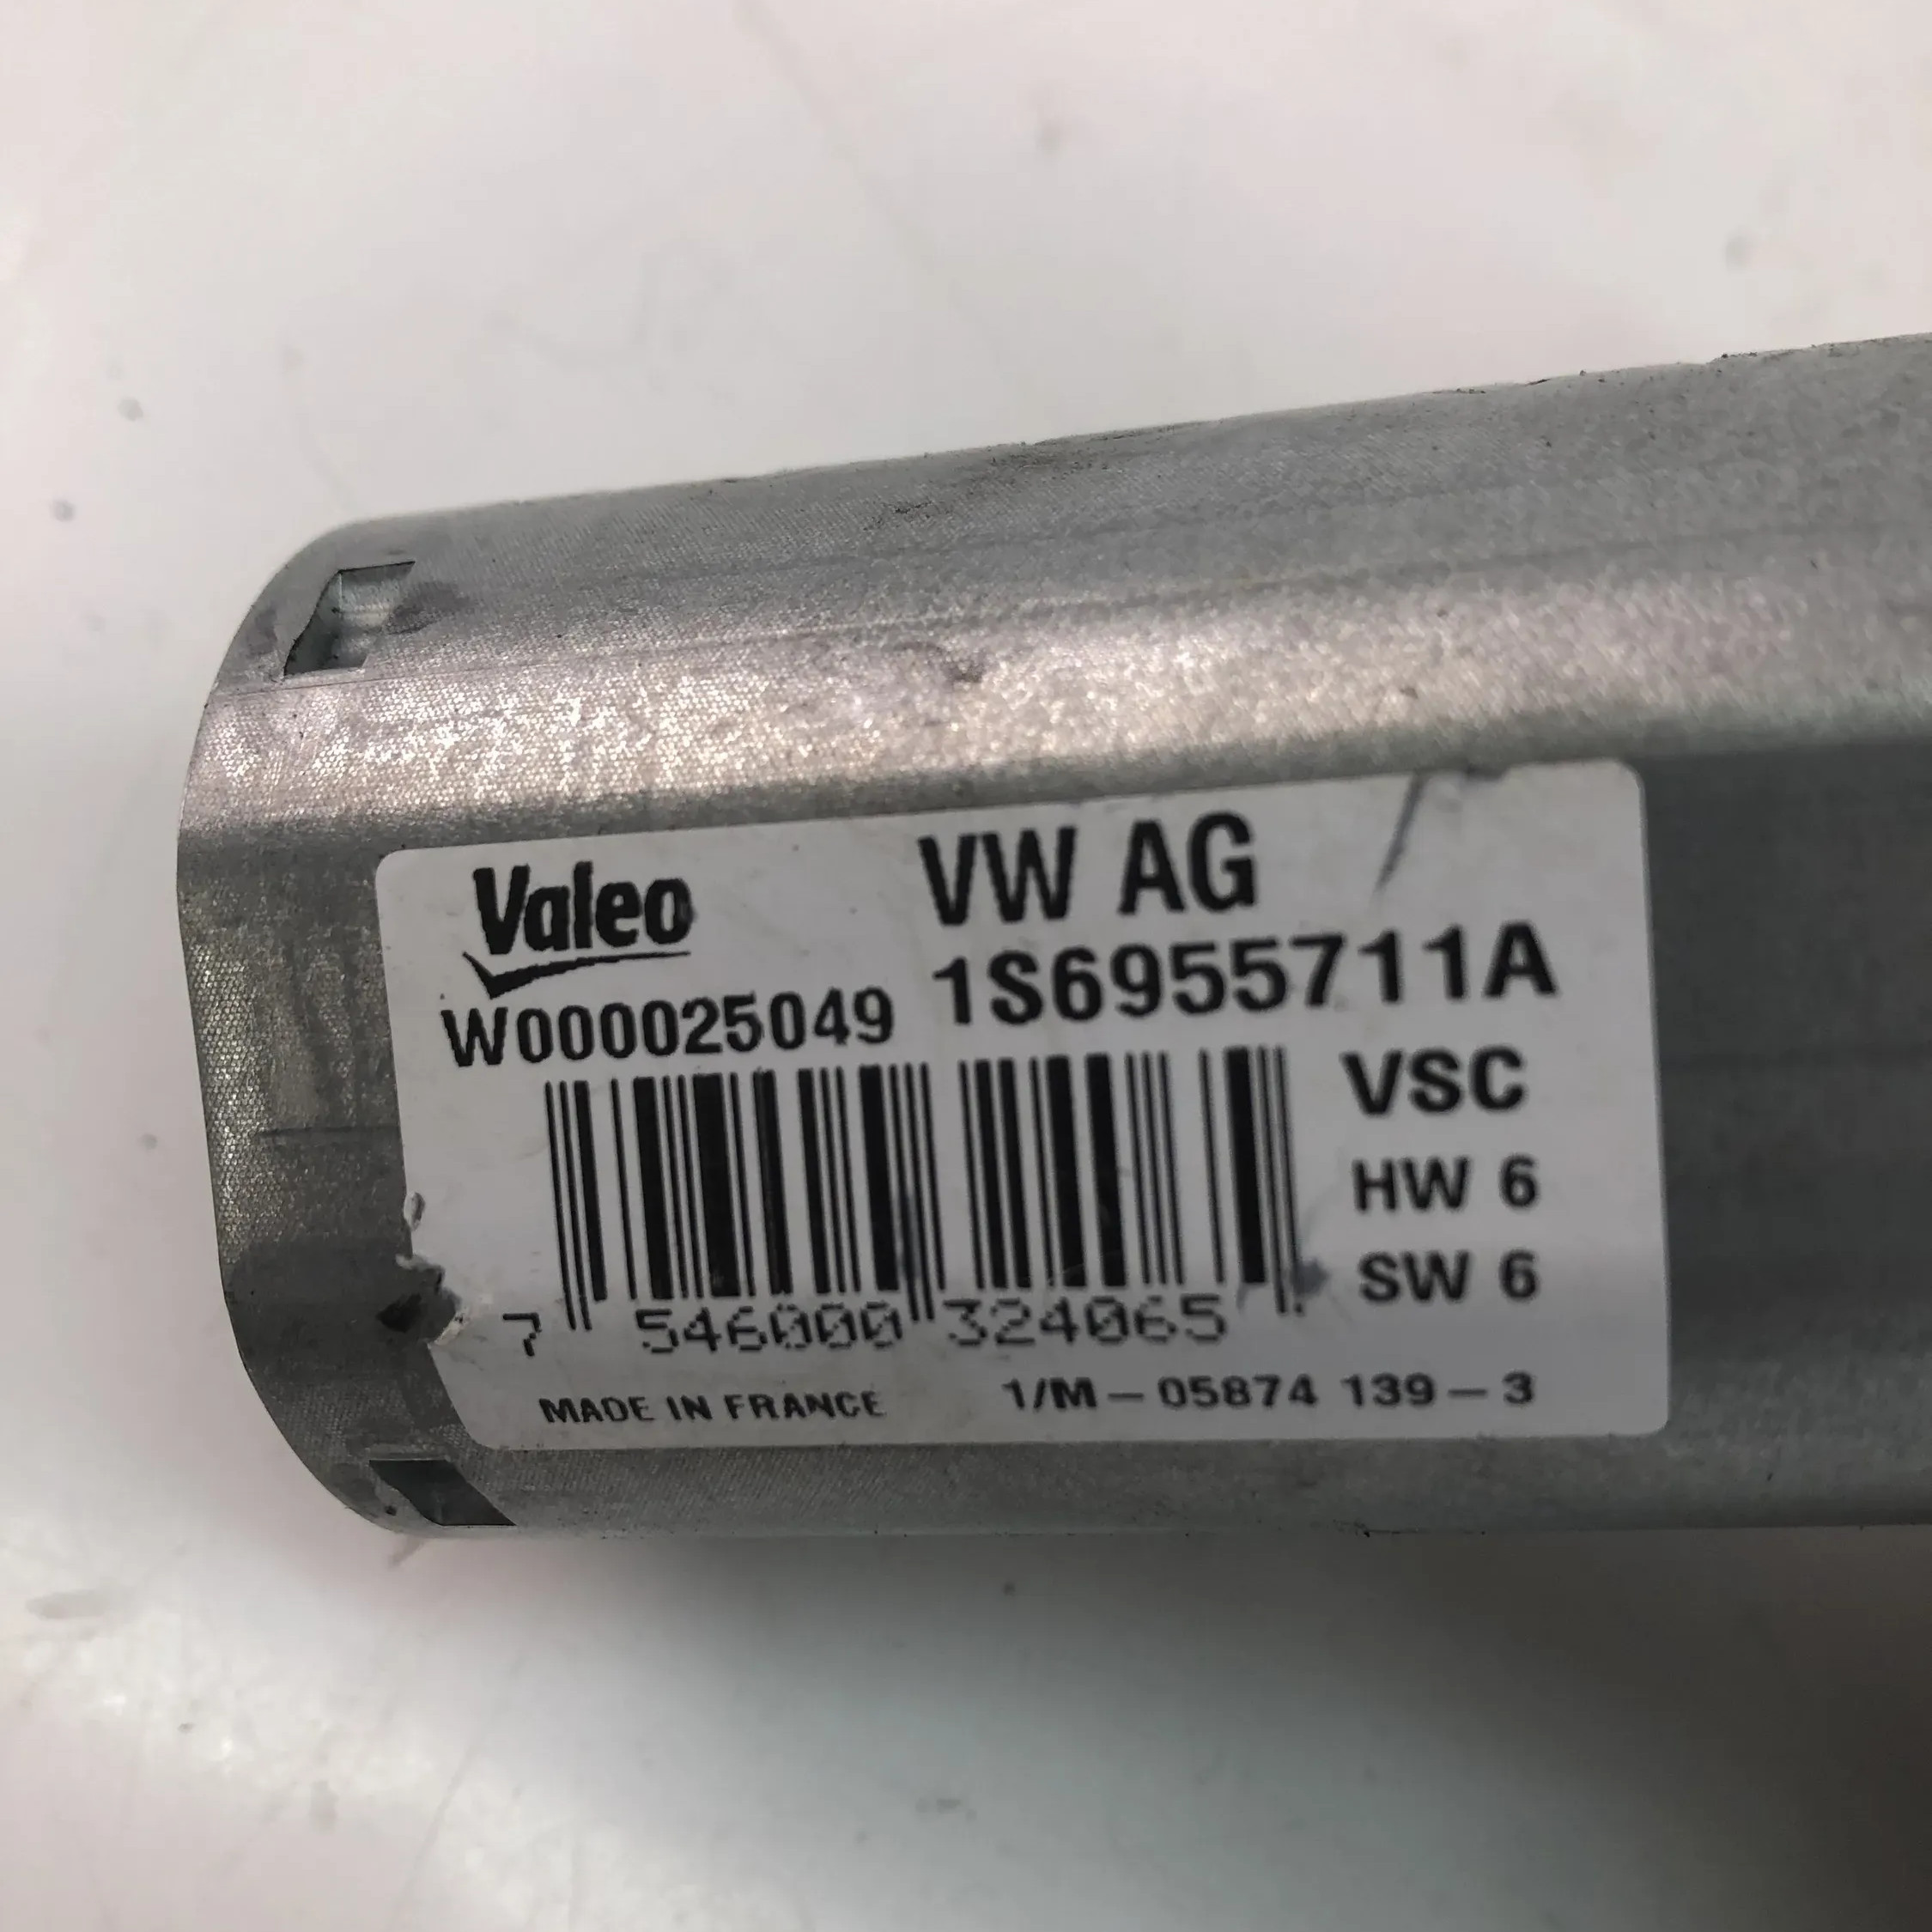 Valeo
VW AG
W000025049
1S6955711A
VSC
HW 6
SW 6
7 546000 324065
MADE IN FRANCE
1/M-05874 139-3